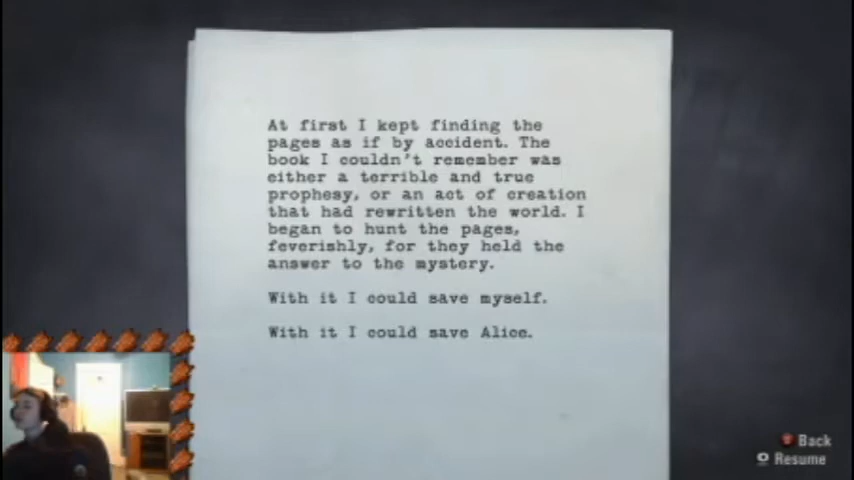 At first I kept finding the
pages as if by accident. The
book I couldn't remember was
either a terrible and true
prophesy, or an act of creation
that had rewritten the world. I
began to hunt the pages,
feverishly, for they held the
answer to the mystery.
With it I could save myself.
With it I could save Alice.
Back
Resume